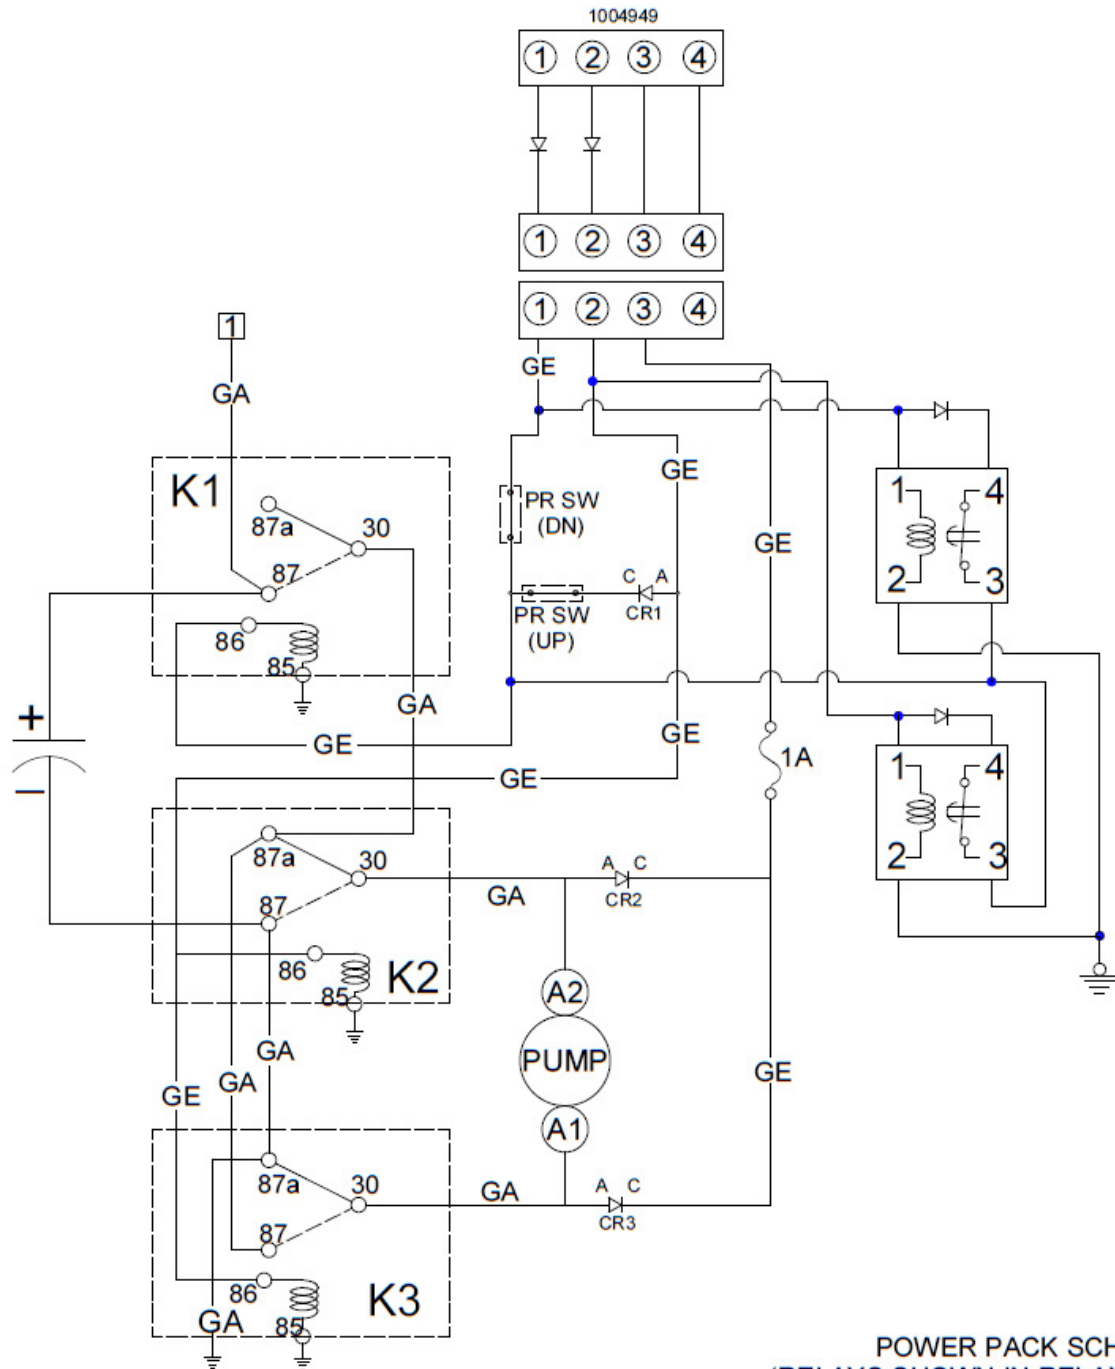 1004949
1 2 3 4
1 2 3 4
1 2 3 4
1
GE
GA
K1
87a
30
87
86
85
PR SW
(DN)
GE
GE
C A
CR1
PR SW
(UP)
1 4
2 3
+
–
GA
GE
GE
GE
1A
1 4
2 3
87a
30
87
86
85
K2
GA
A C
CR2
A2
PUMP
A1
GA
GA
GE
GE
87a
30
87
86
85
K3
GA
GA
A C
CR3
POWER PACK SCH